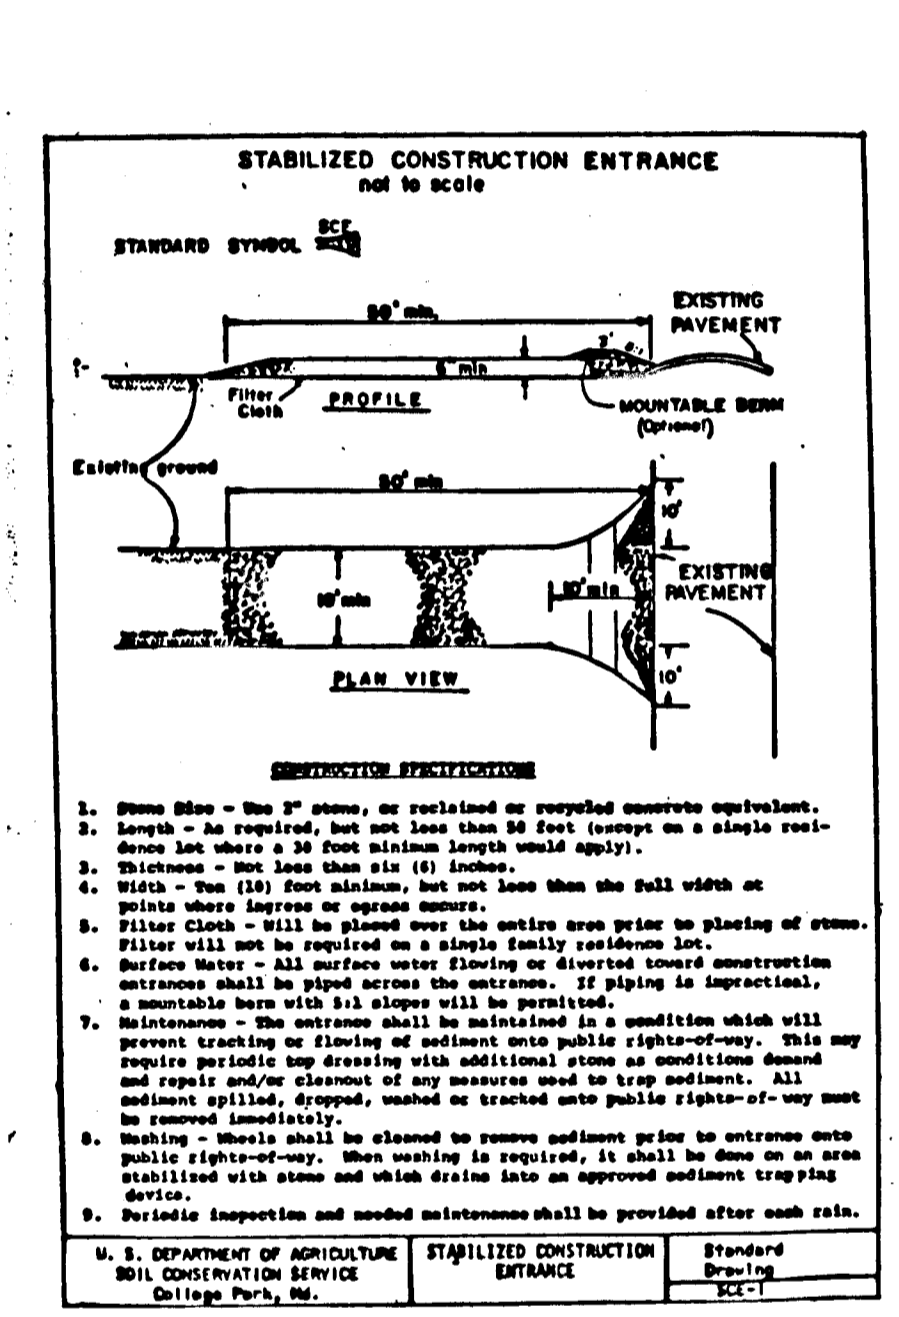 STABILIZED CONSTRUCTION ENTRANCE
not to scale
SCE
STANDARD SYMBOL
50' min.
EXISTING
PAVEMENT
3'
5:1
6" min
Filter
Cloth
PROFILE
MOUNTABLE BERM
(Optional)
Existing ground
50' min
10'
EXISTING
PAVEMENT
10' min
10' min
10'
PLAN VIEW
CONSTRUCTION SPECIFICATIONS
1. Stone Size - Use 2" stone, or reclaimed or recycled concrete equivalent.
2. Length - As required, but not less than 50 feet (except on a single resi-
dence lot where a 30 foot minimum length would apply).
3. Thickness - Not less than six (6) inches.
4. Width - Ten (10) foot minimum, but not less than the full width at
points where ingress or egress occurs.
5. Filter Cloth - Will be placed over the entire area prior to placing of stone.
Filter will not be required on a single family residence lot.
6. Surface Water - All surface water flowing or diverted toward construction
entrances shall be piped across the entrance. If piping is impractical,
a mountable berm with 5:1 slopes will be permitted.
7. Maintenance - The entrance shall be maintained in a condition which will
prevent tracking or flowing of sediment onto public rights-of-way. This may
require periodic top dressing with additional stone as conditions demand
and repair and/or cleanout of any measures used to trap sediment. All
sediment spilled, dropped, washed or tracked onto public rights-of-way must
be removed immediately.
8. Washing - Wheels shall be cleaned to remove sediment prior to entrance onto
public rights-of-way. When washing is required, it shall be done on an area
stabilized with stone and which drains into an approved sediment trapping
device.
9. Periodic inspection and needed maintenance shall be provided after each rain.
U. S. DEPARTMENT OF AGRICULTURE
SOIL CONSERVATION SERVICE
College Park, Md.
STABILIZED CONSTRUCTION
ENTRANCE
Standard
Drawing
SCE-1